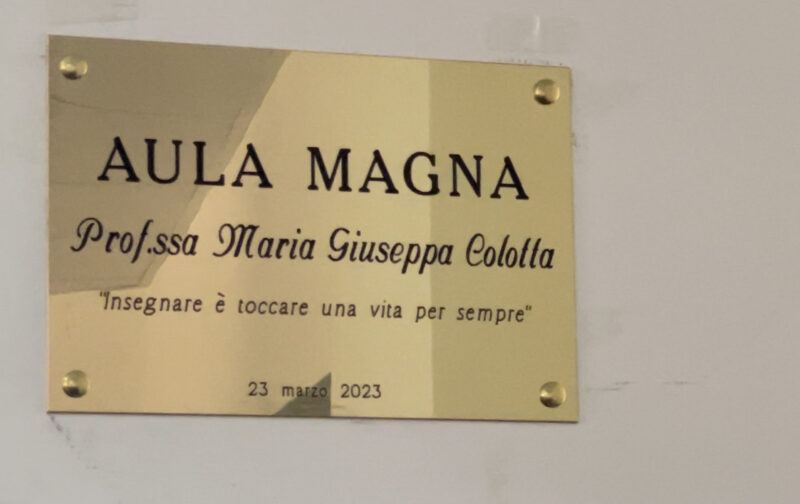 AULA MAGNA
Prof.ssa Maria Giuseppa Colotta
"Insegnare è toccare una vita per sempre"
23 marzo 2023